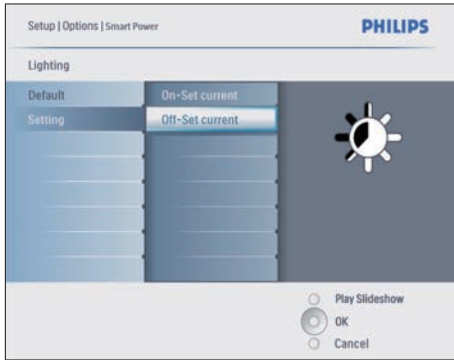 Setup | Options | Smart Power
PHILIPS
Lighting
Default
On-Set current
Setting
Off-Set current
Play Slideshow
OK
Cancel